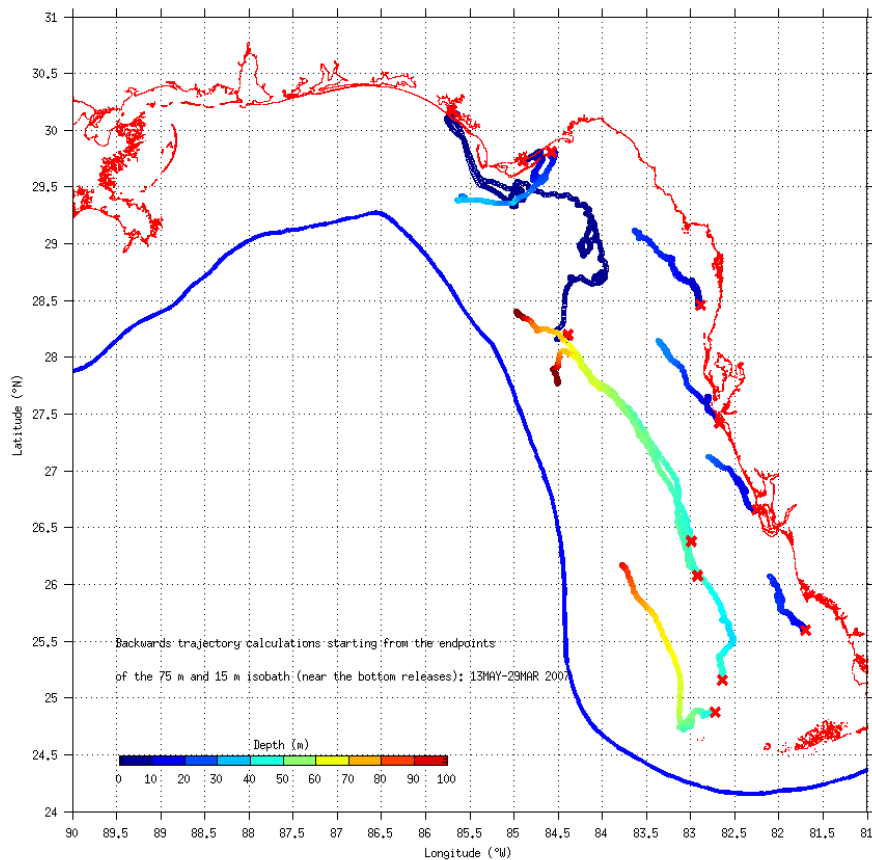 31
30.5
30
29.5
29
28.5
28
27.5
27
26.5
26
25.5
25
24.5
24
Latitude (°N)
Backwards trajectory calculations starting from the endpoints
of the 75 m and 15 m isobath (near the bottom releases): 13MAY-29MAR 2007
Depth (m)
0 10 20 30 40 50 60 70 80 90 100
90 89.5 89 88.5 88 87.5 87 86.5 86 85.5 85 84.5 84 83.5 83 82.5 82 81.5 81
Longitude (°W)